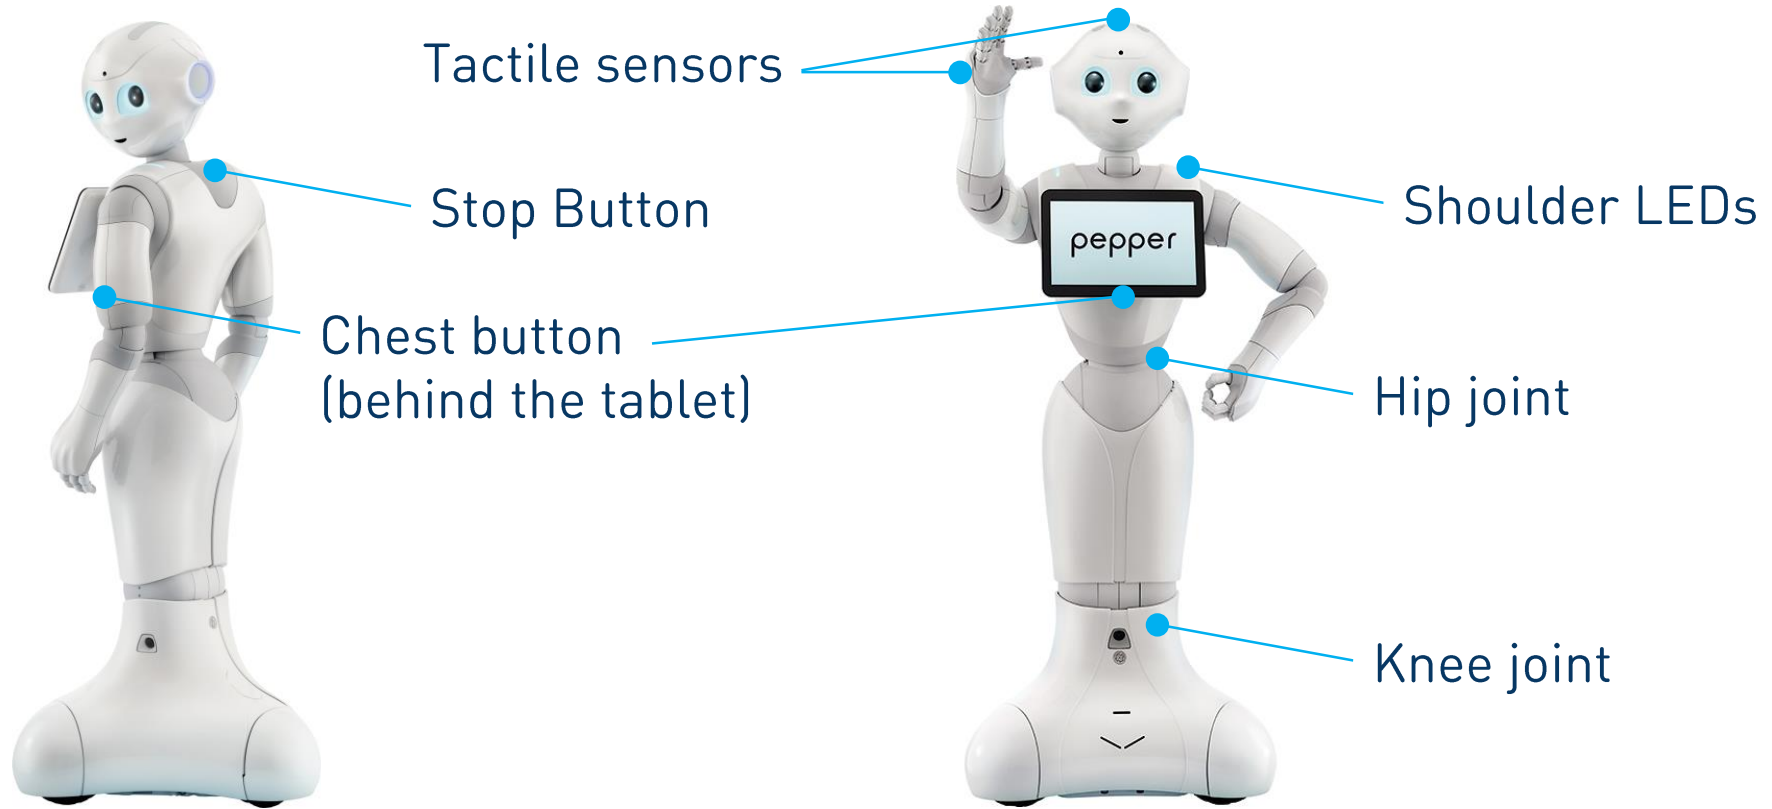 Tactile sensors
Stop Button
Shoulder LEDs
pepper
Chest button
(behind the tablet)
Hip joint
Knee joint